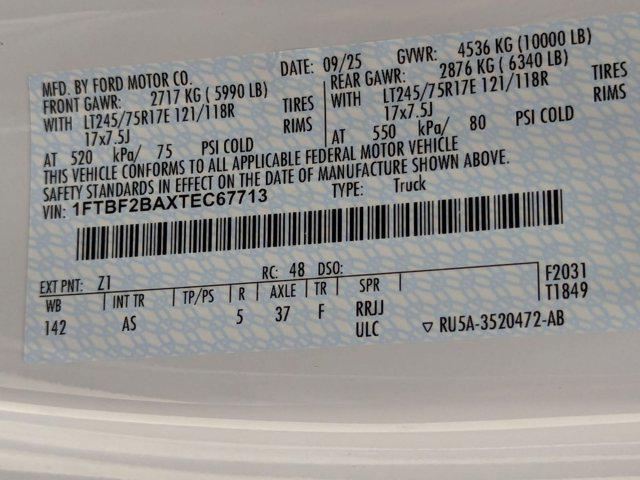 MFD. BY FORD MOTOR CO. DATE: 09/25 GVWR: 4536 KG (10000 LB)
FRONT GAWR: 2717 KG ( 5990 LB) REAR GAWR: 2876 KG ( 6340 LB)
WITH LT245/75R17E 121/118R TIRES WITH LT245/75R17E 121/118R TIRES
17x7.5J RIMS 17x7.5J RIMS
AT 520 kPa/ 75 PSI COLD AT 550 kPa/ 80 PSI COLD
THIS VEHICLE CONFORMS TO ALL APPLICABLE FEDERAL MOTOR VEHICLE
SAFETY STANDARDS IN EFFECT ON THE DATE OF MANUFACTURE SHOWN ABOVE.
VIN: 1FTBF2BAXTEC67713 TYPE: Truck
EXT PNT: Z1 RC: 48 DSO:
WB INT TR TP/PS R AXLE TR SPR F2031
142 AS 5 37 F RRJJ T1849
ULC ▽ RU5A-3520472-AB